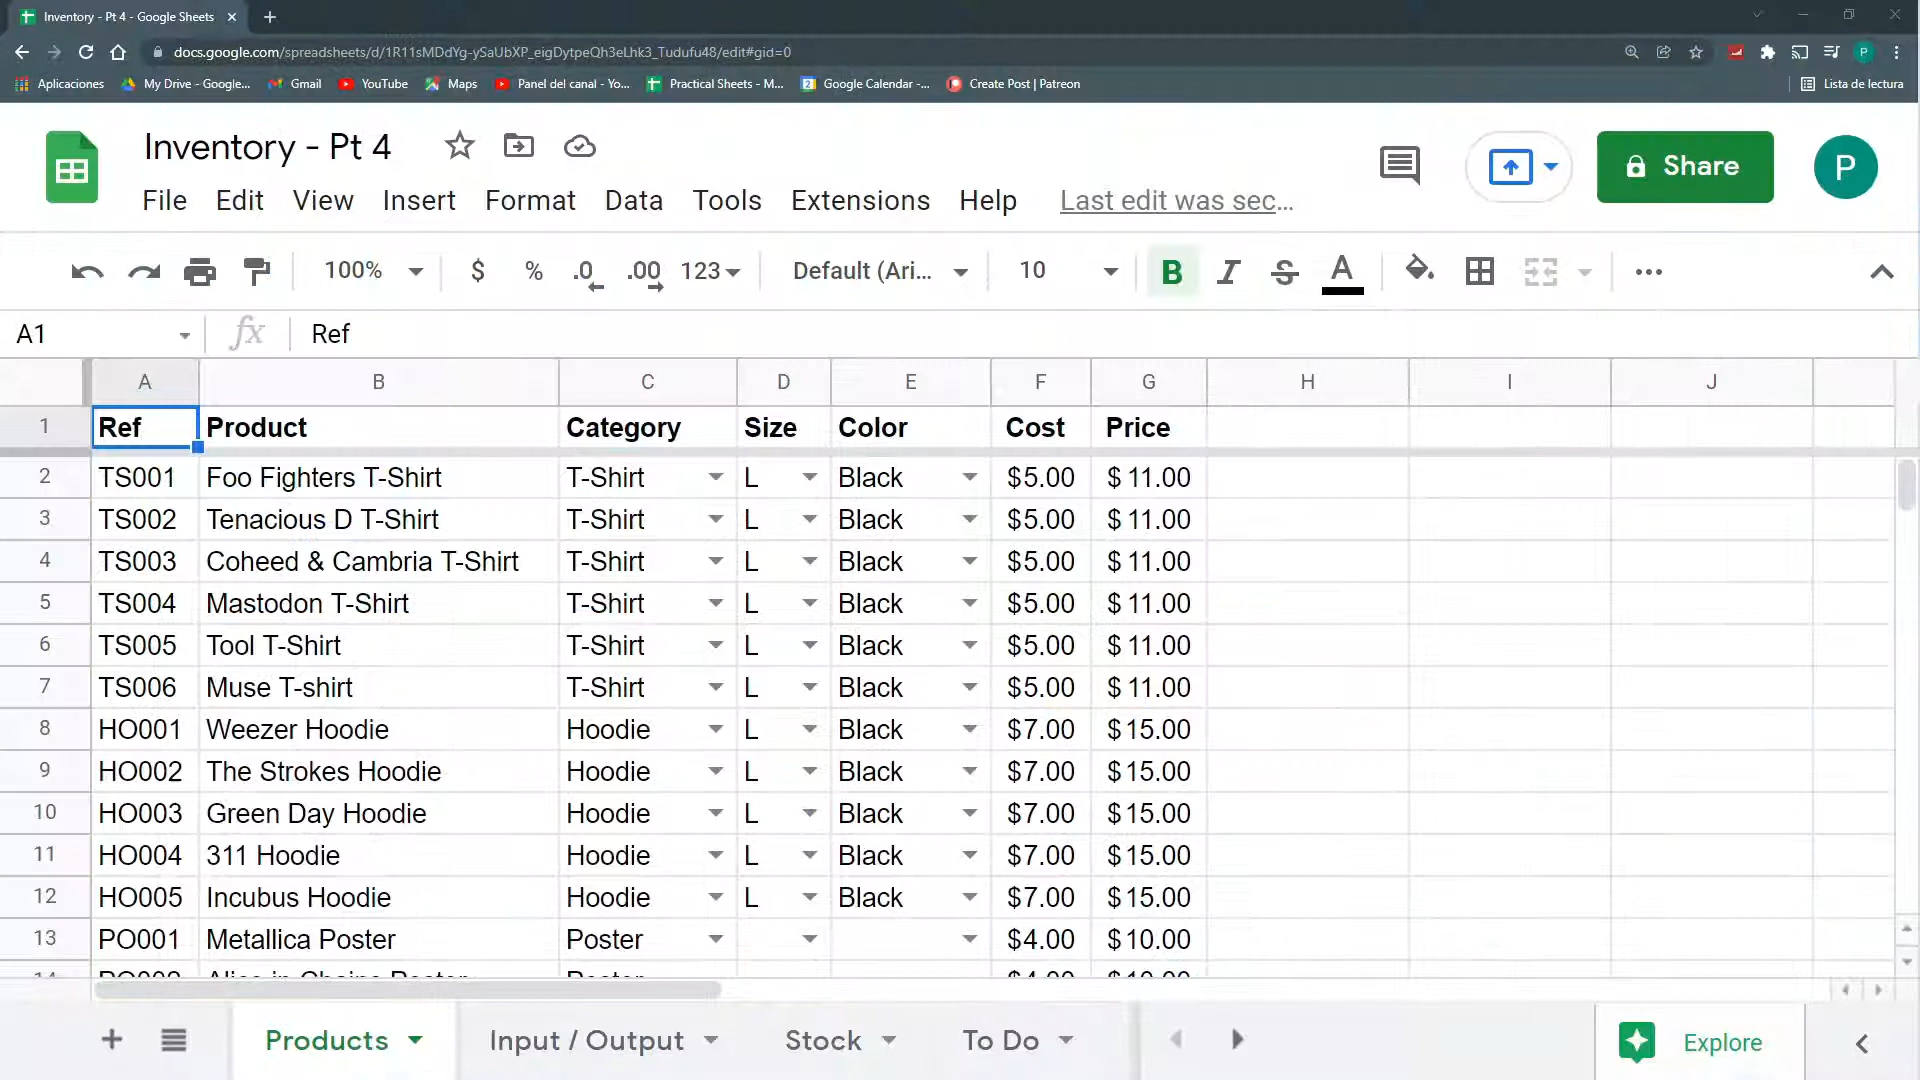 Inventory - Pt 4 - Google Sheets
docs.google.com/spreadsheets/d/1R11sMDdYg-ySaUbXP_eigDytpeQh3eLhk3_Tudufu48/edit#gid=0
P
Aplicaciones My Drive - Google... Gmail YouTube Maps Panel del canal - Yo... Practical Sheets - M... 2 Google Calendar -... Create Post | Patreon Lista de lectura
Inventory - Pt 4
Share
P
File Edit View Insert Format Data Tools Extensions Help Last edit was sec...
100% $ % .0 .00 123 Default (Ari... 10 B I S A
A1 fx Ref
A B C D E F G H I J
1 Ref Product Category Size Color Cost Price
2 TS001 Foo Fighters T-Shirt T-Shirt L Black $5.00 $ 11.00
3 TS002 Tenacious D T-Shirt T-Shirt L Black $5.00 $ 11.00
4 TS003 Coheed & Cambria T-Shirt T-Shirt L Black $5.00 $ 11.00
5 TS004 Mastodon T-Shirt T-Shirt L Black $5.00 $ 11.00
6 TS005 Tool T-Shirt T-Shirt L Black $5.00 $ 11.00
7 TS006 Muse T-shirt T-Shirt L Black $5.00 $ 11.00
8 HO001 Weezer Hoodie Hoodie L Black $7.00 $15.00
9 HO002 The Strokes Hoodie Hoodie L Black $7.00 $15.00
10 HO003 Green Day Hoodie Hoodie L Black $7.00 $15.00
11 HO004 311 Hoodie Hoodie L Black $7.00 $15.00
12 HO005 Incubus Hoodie Hoodie L Black $7.00 $15.00
13 PO001 Metallica Poster Poster $4.00 $10.00
14 PO002 Alice in Chains Poster Poster $4.00 $10.00
Products Input / Output Stock To Do Explore